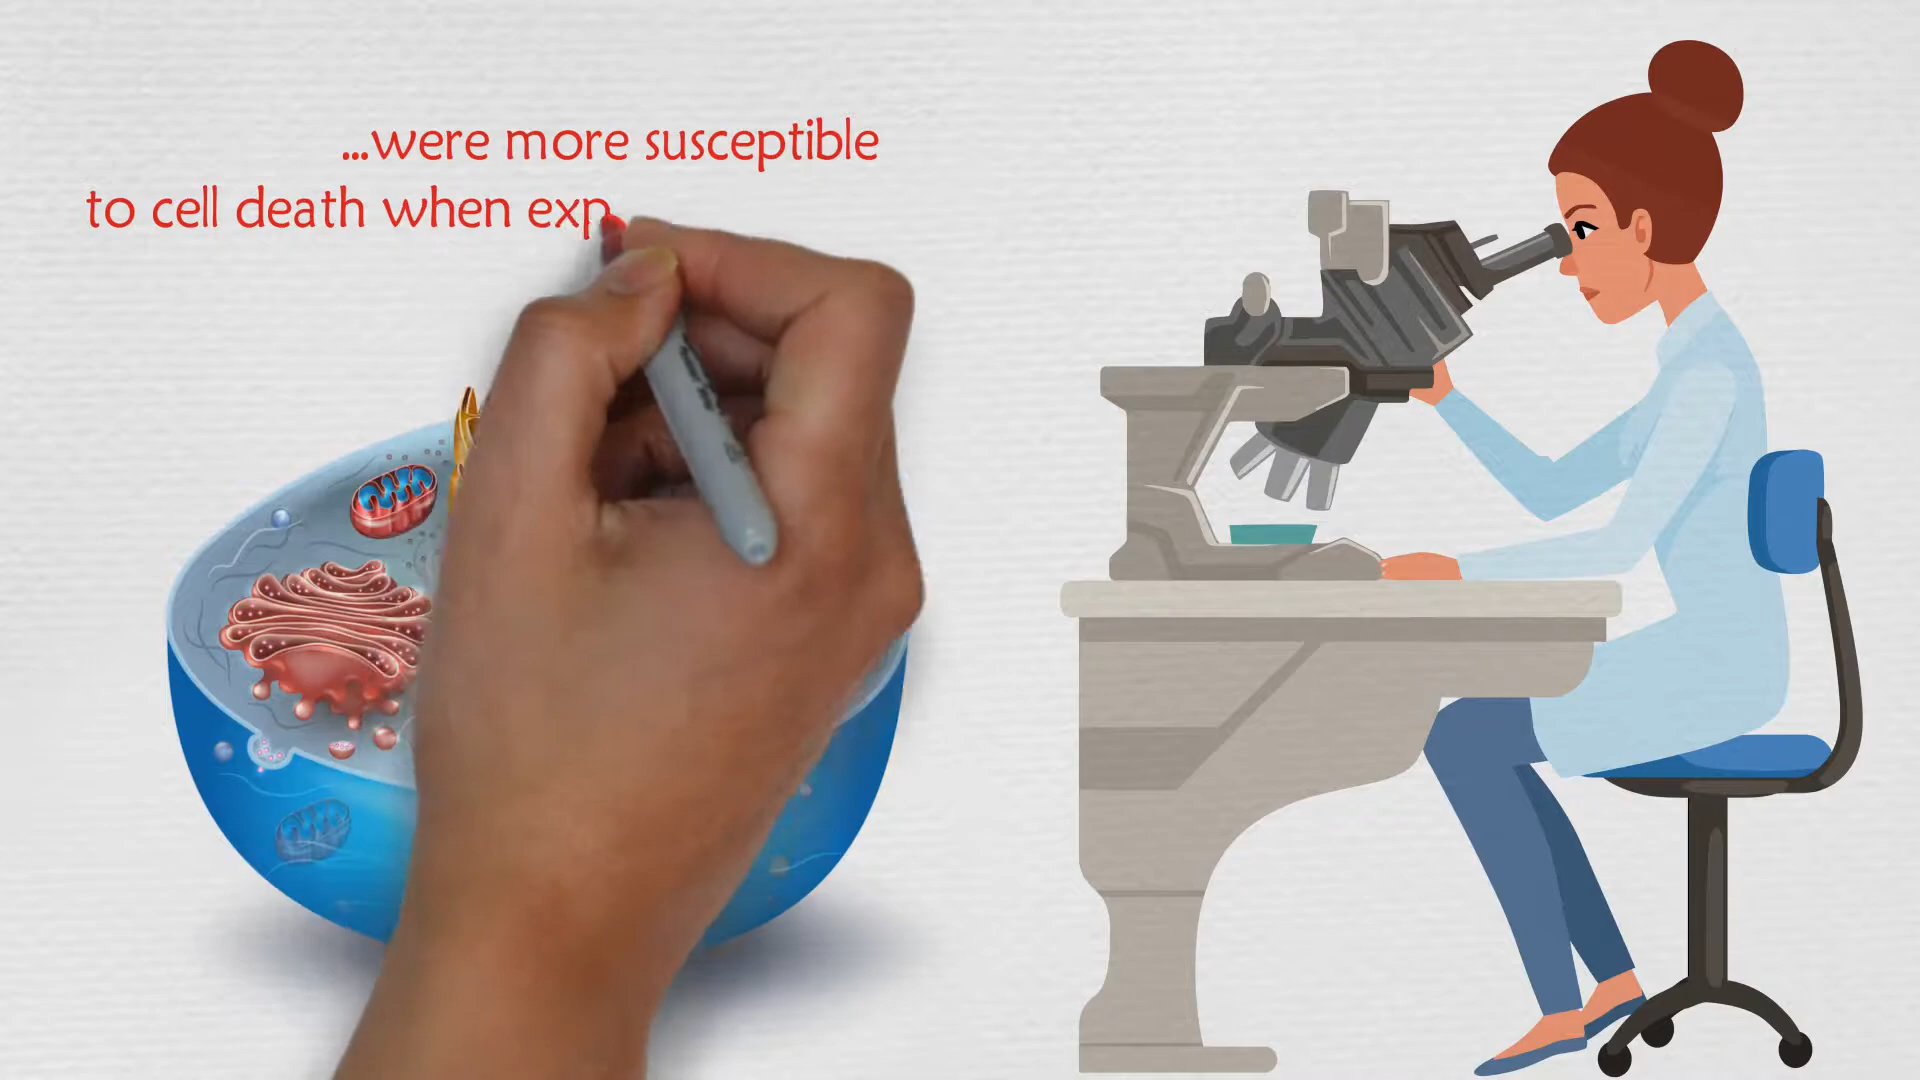 ...were more susceptible
to cell death when exp